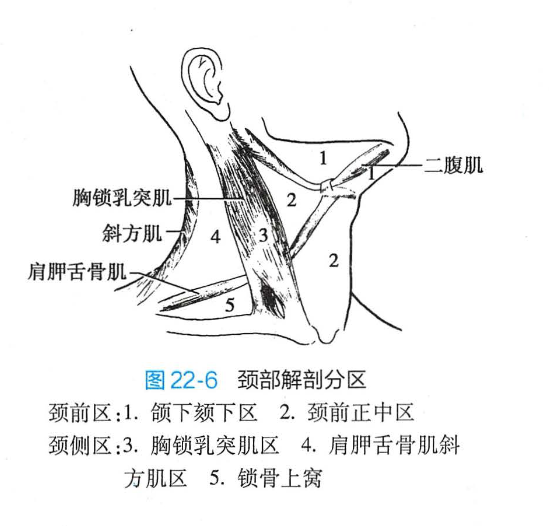 1
1
二腹肌
2
胸锁乳突肌
斜方肌
4
3
2
肩胛舌骨肌
5
图 22-6 颈部解剖分区
颈前区:1. 颌下颏下区 2. 颈前正中区
颈侧区:3. 胸锁乳突肌区 4. 肩胛舌骨肌斜
方肌区 5. 锁骨上窝